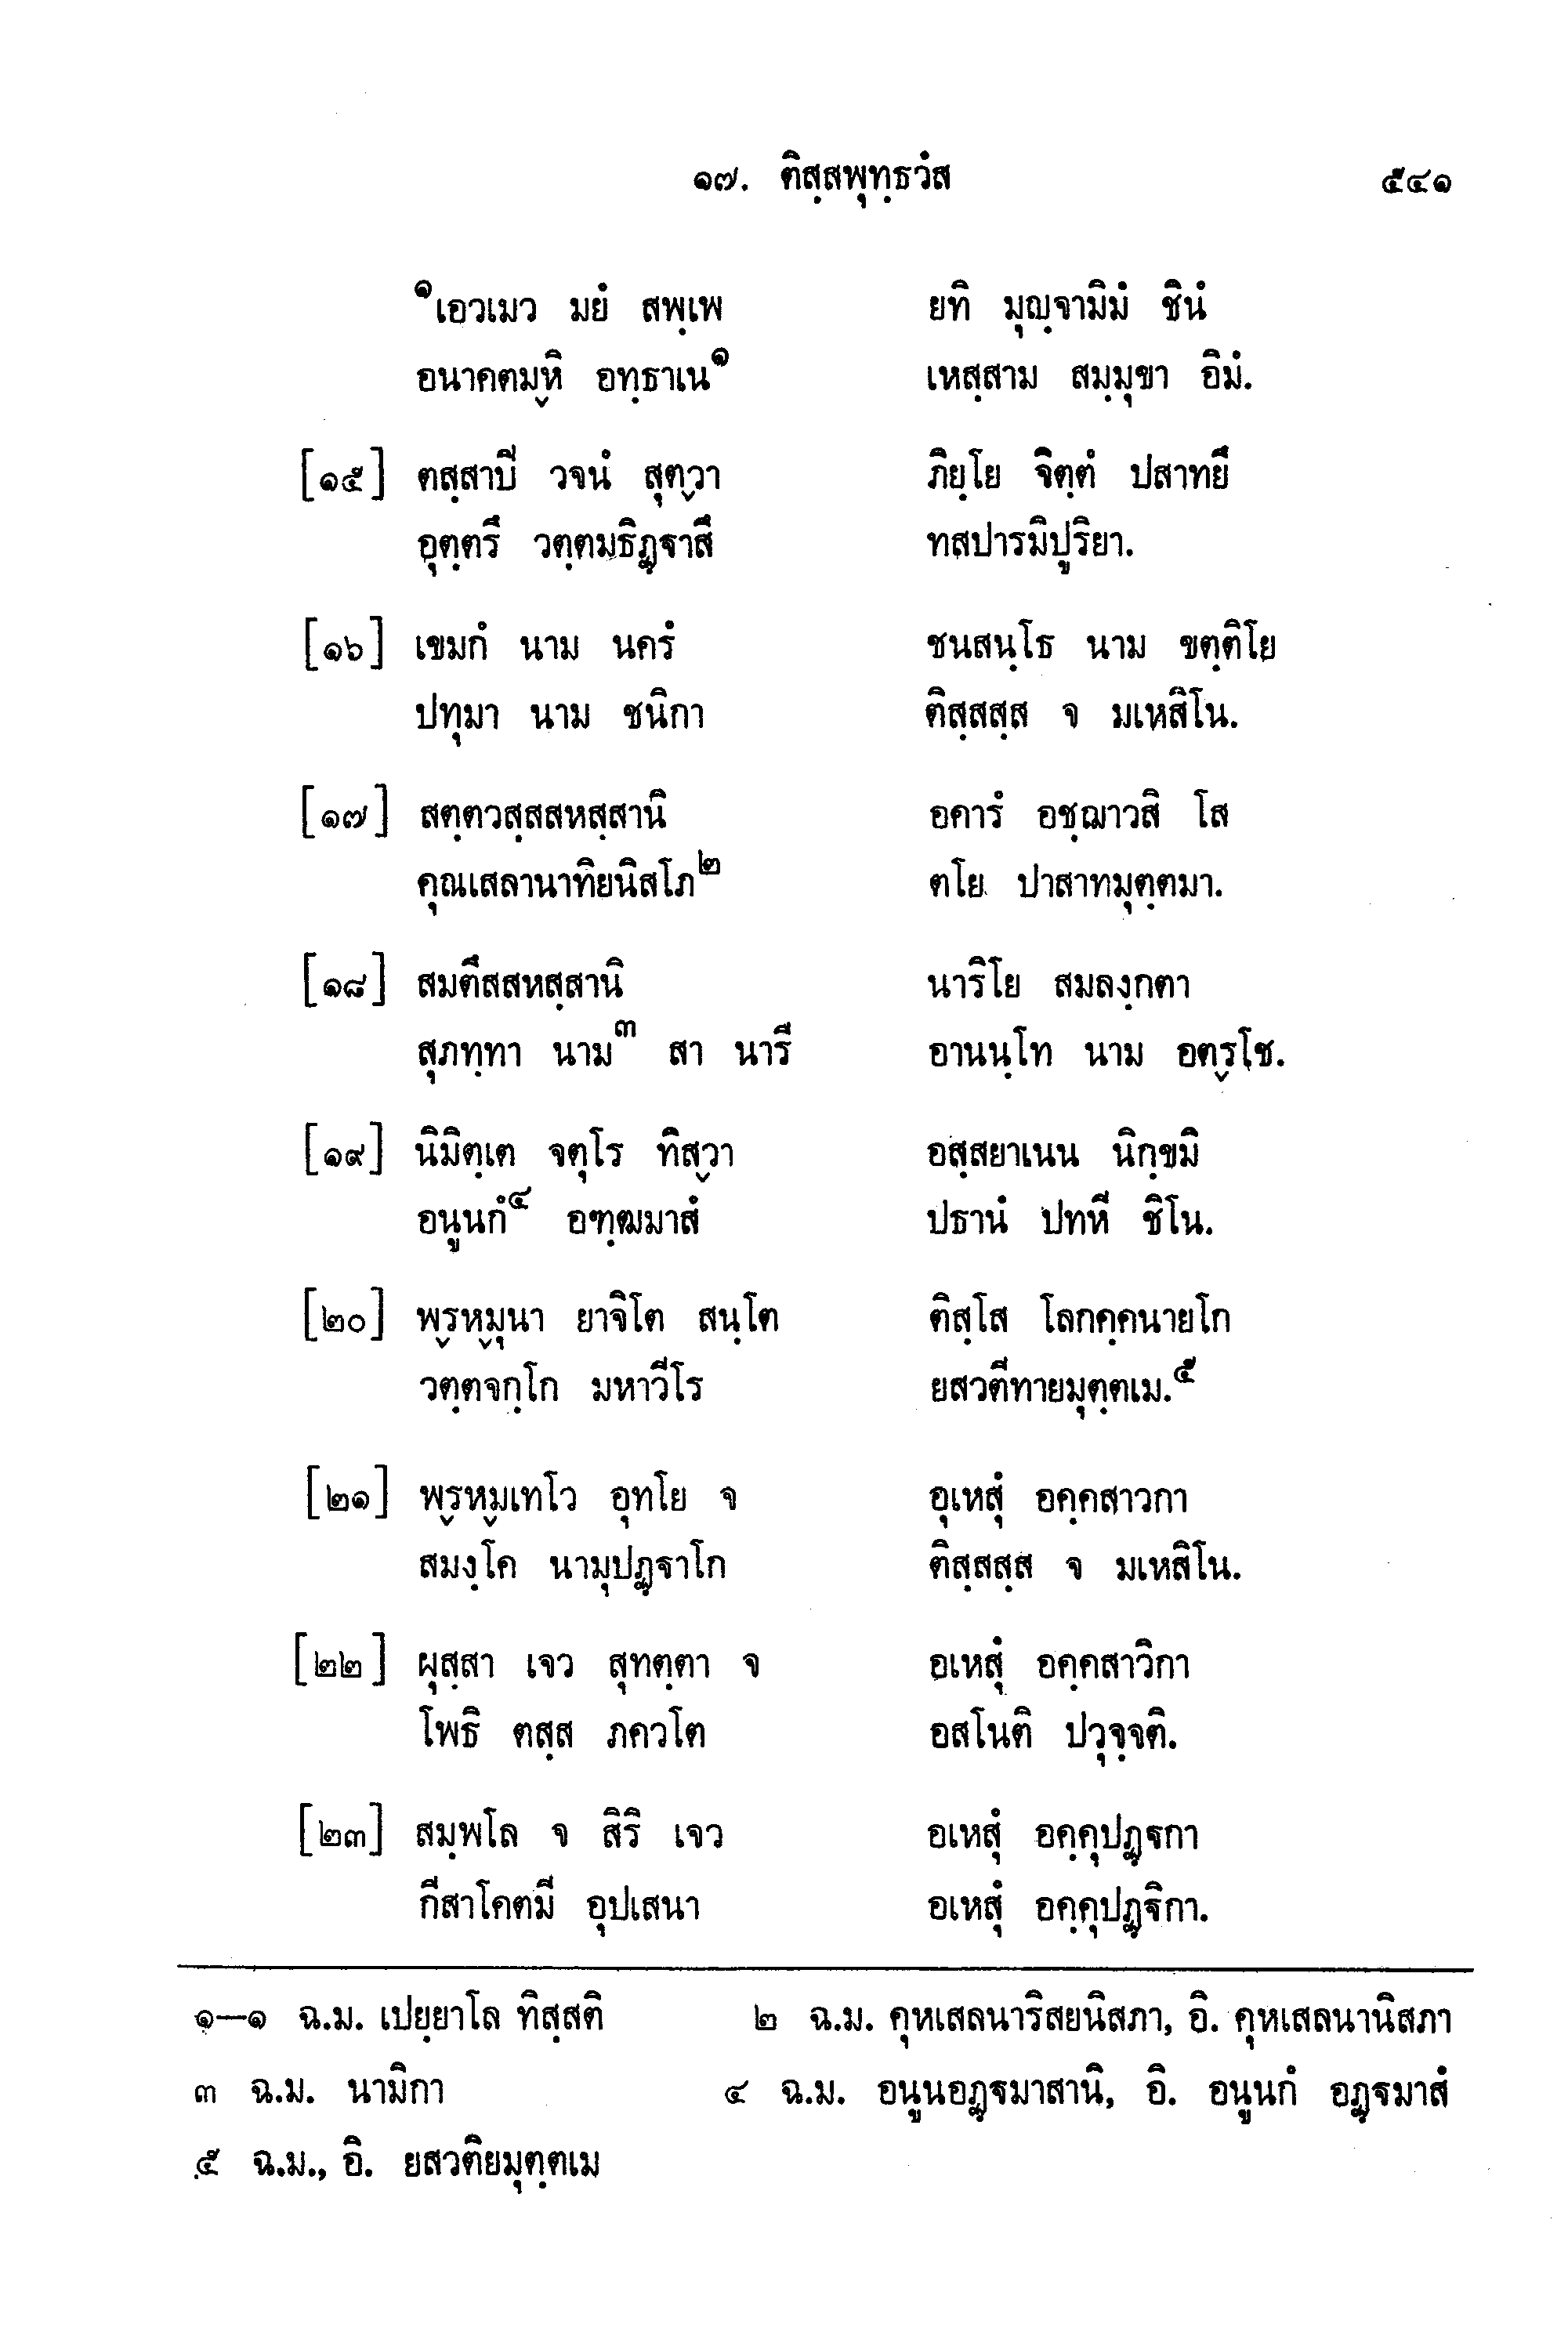 ๑๗. ติสฺสพุทฺธวํส ๕๔๑
๑เอวเมว มยํ สพฺเพ ยทิ มุญฺจามิมํ ชินํ
อนาคตมฺหิ อทฺธาเน๑ เหสฺสาม สมฺมุขา อิมํ.
[๑๕] ตสฺสาปี วจนํ สุตฺวา ภิยฺโย จิตฺตํ ปสาทยึ
อุตฺตรึ วตฺตมธิฏฺฐาสึ ทสปารมิปูริยา.
[๑๖] เขมกํ นาม นครํ ชนสนฺโธ นาม ขตฺติโย
ปทุมา นาม ชนิกา ติสฺสสฺส จ มเหสิโน.
[๑๗] สตฺตวสฺสสหสฺสานิ อคารํ อชฺฌาวสิ โส
คุณเสลานาทิยนิสโภ๒ ตโย ปาสาทมุตฺตมา.
[๑๘] สมตึสสหสฺสานิ นาริโย สมลงฺกตา
สุภทฺทา นาม๓ สา นารี อานนฺโท นาม อตฺรโช.
[๑๙] นิมิตฺเต จตุโร ทิสฺวา อสฺสยาเนน นิกฺขมิ
อนูนกํ๔ อฑฺฒมาสํ ปธานํ ปทหี ชิโน.
[๒๐] พฺรหฺมุนา ยาจิโต สนฺโต ติสฺโส โลกคฺคนายโก
วตฺตจกฺโก มหาวีโร ยสวตีทายมุตฺตเม.๕
[๒๑] พฺรหฺมเทโว อุทโย จ อุเหสุํ อคฺคสาวกา
สมงฺโค นามุปฏฺฐาโก ติสฺสสฺส จ มเหสิโน.
[๒๒] ผุสฺสา เจว สุทตฺตา จ อเหสุํ อคฺคสาวิกา
โพธิ ตสฺส ภควโต อสโนติ ปวุจฺจติ.
[๒๓] สมฺพโล จ สิริ เจว อเหสุํ อคฺคุปฏฺฐกา
กีสาโคตมี อุปเสนา อเหสุํ อคฺคุปฏฺฐิกา.
๑–๑ ฉ.ม. เปยฺยาโล ทิสฺสติ ๒ ฉ.ม. คุหเสลนาริสยนิสภา, อิ. คุหเสลนานิสภา
๓ ฉ.ม. นามิกา ๔ ฉ.ม. อนูนอฏฺฐมาสานิ, อิ. อนูนกํ อฏฺฐมาสํ
๕ ฉ.ม., อิ. ยสวติยมุตฺตเม